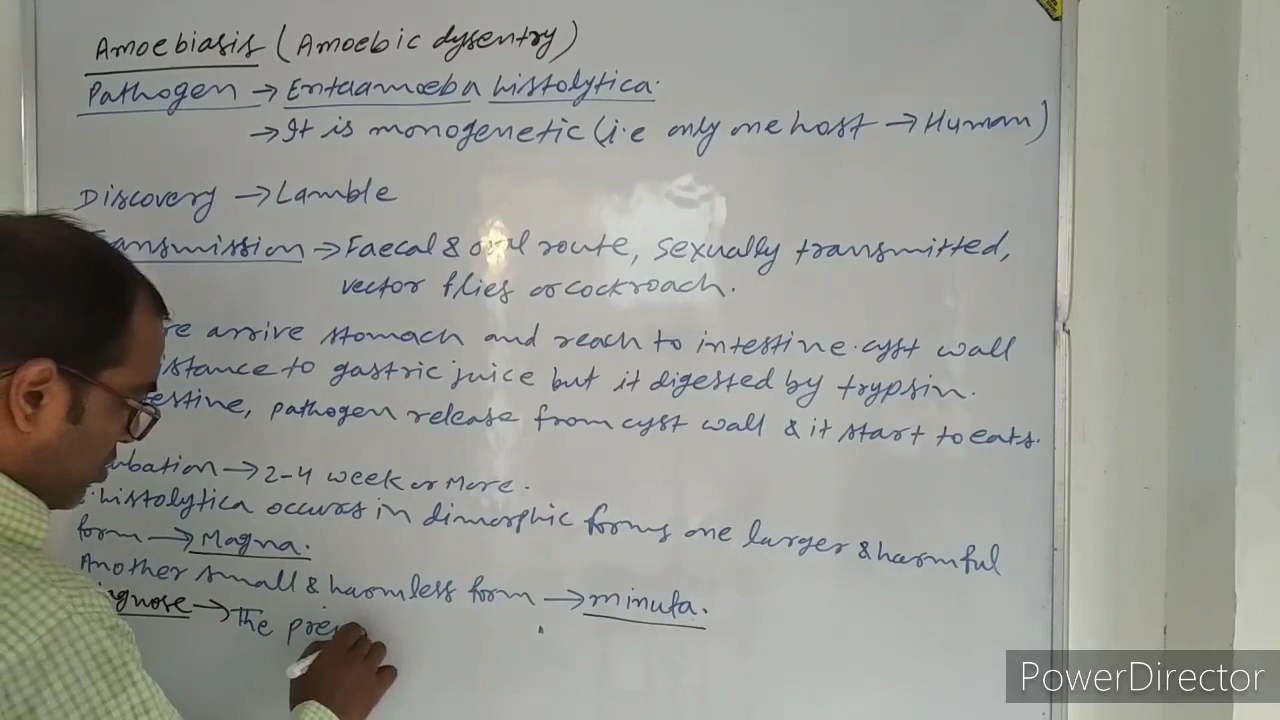 Amoebiasis (Amoebic dysentry)
Pathogen → Entaamoeba histolytica.
→ It is monogenetic (i.e only one host → Human)
Discovery → Lamble
→ Faecal & oral route, sexually transmitted,
vector flies or cockroach.
arrive stomach and reach to intestine. cyst wall
to gastric juice but it digested by trypsin.
pathogen release from cyst wall & it start to eats.
→ 2-4 week or more.
histolytica occurs in dimorphic forms one larger & harmful
form → Magna.
Another small & harmless form → minuta.
→ The
PowerDirector